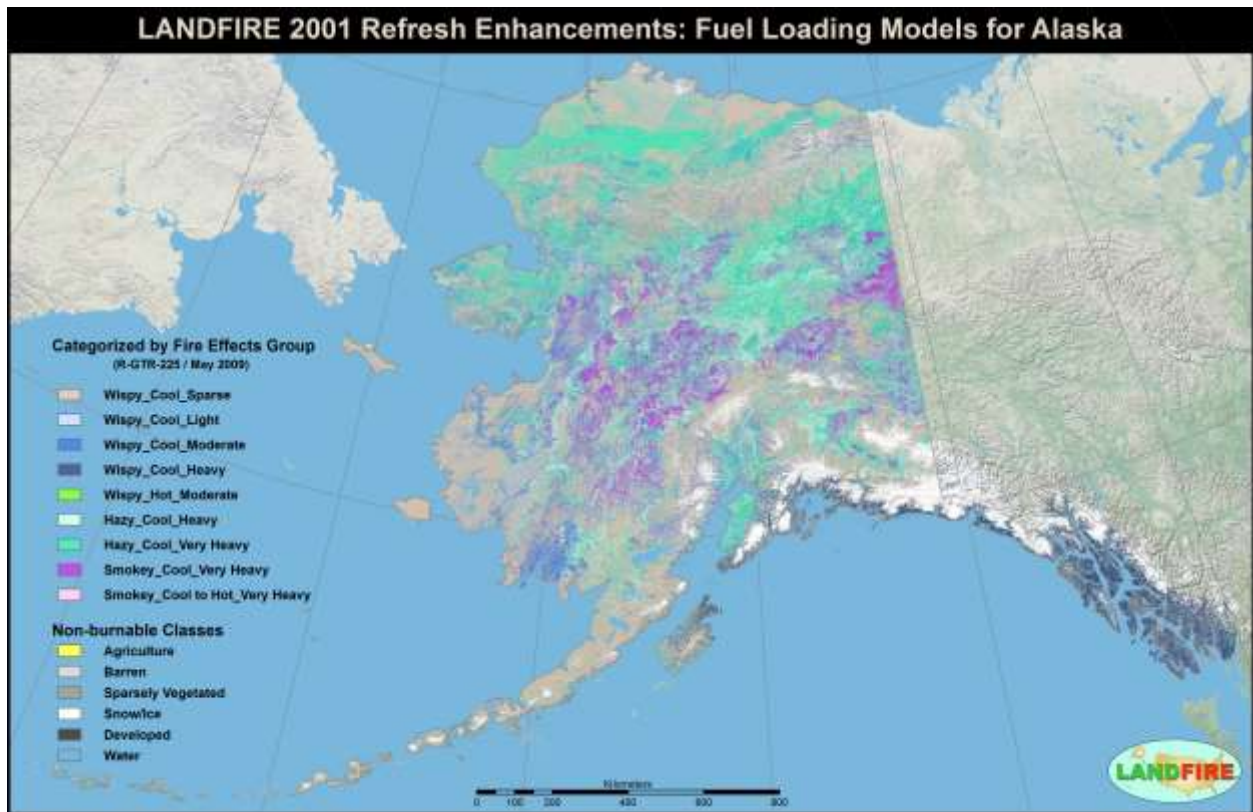 LANDFIRE 2001 Refresh Enhancements: Fuel Loading Models for Alaska
Categorized by Fire Effects Group
(R-GTR-225 / May 2009)
Wispy_Cool_Sparse
Wispy_Cool_Light
Wispy_Cool_Moderate
Wispy_Cool_Heavy
Wispy_Hot_Moderate
Hazy_Cool_Heavy
Hazy_Cool_Very Heavy
Smokey_Cool_Very Heavy
Smokey_Cool to Hot_Very Heavy
Non-burnable Classes
Agriculture
Barren
Sparsely Vegetated
Snow/Ice
Developed
Water
Kilometers
0 100 200 400 600 800
LANDFIRE